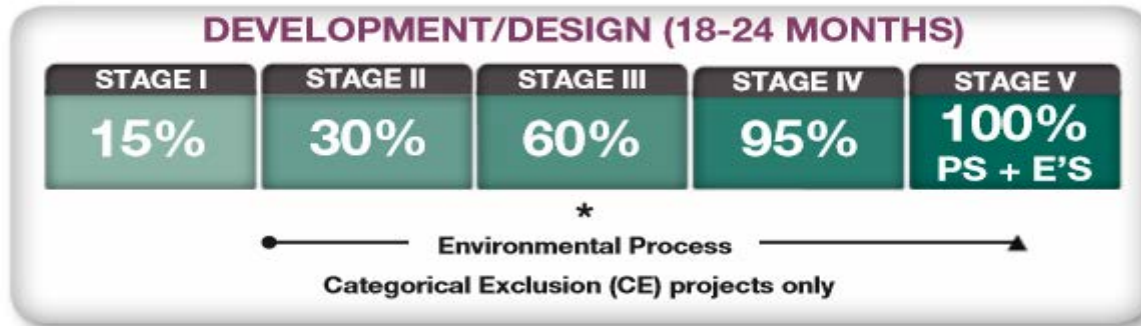 DEVELOPMENT/DESIGN (18-24 MONTHS)
STAGE I
15%
STAGE II
30%
STAGE III
60%
STAGE IV
95%
STAGE V
100%
PS + E'S
*
Environmental Process
Categorical Exclusion (CE) projects only